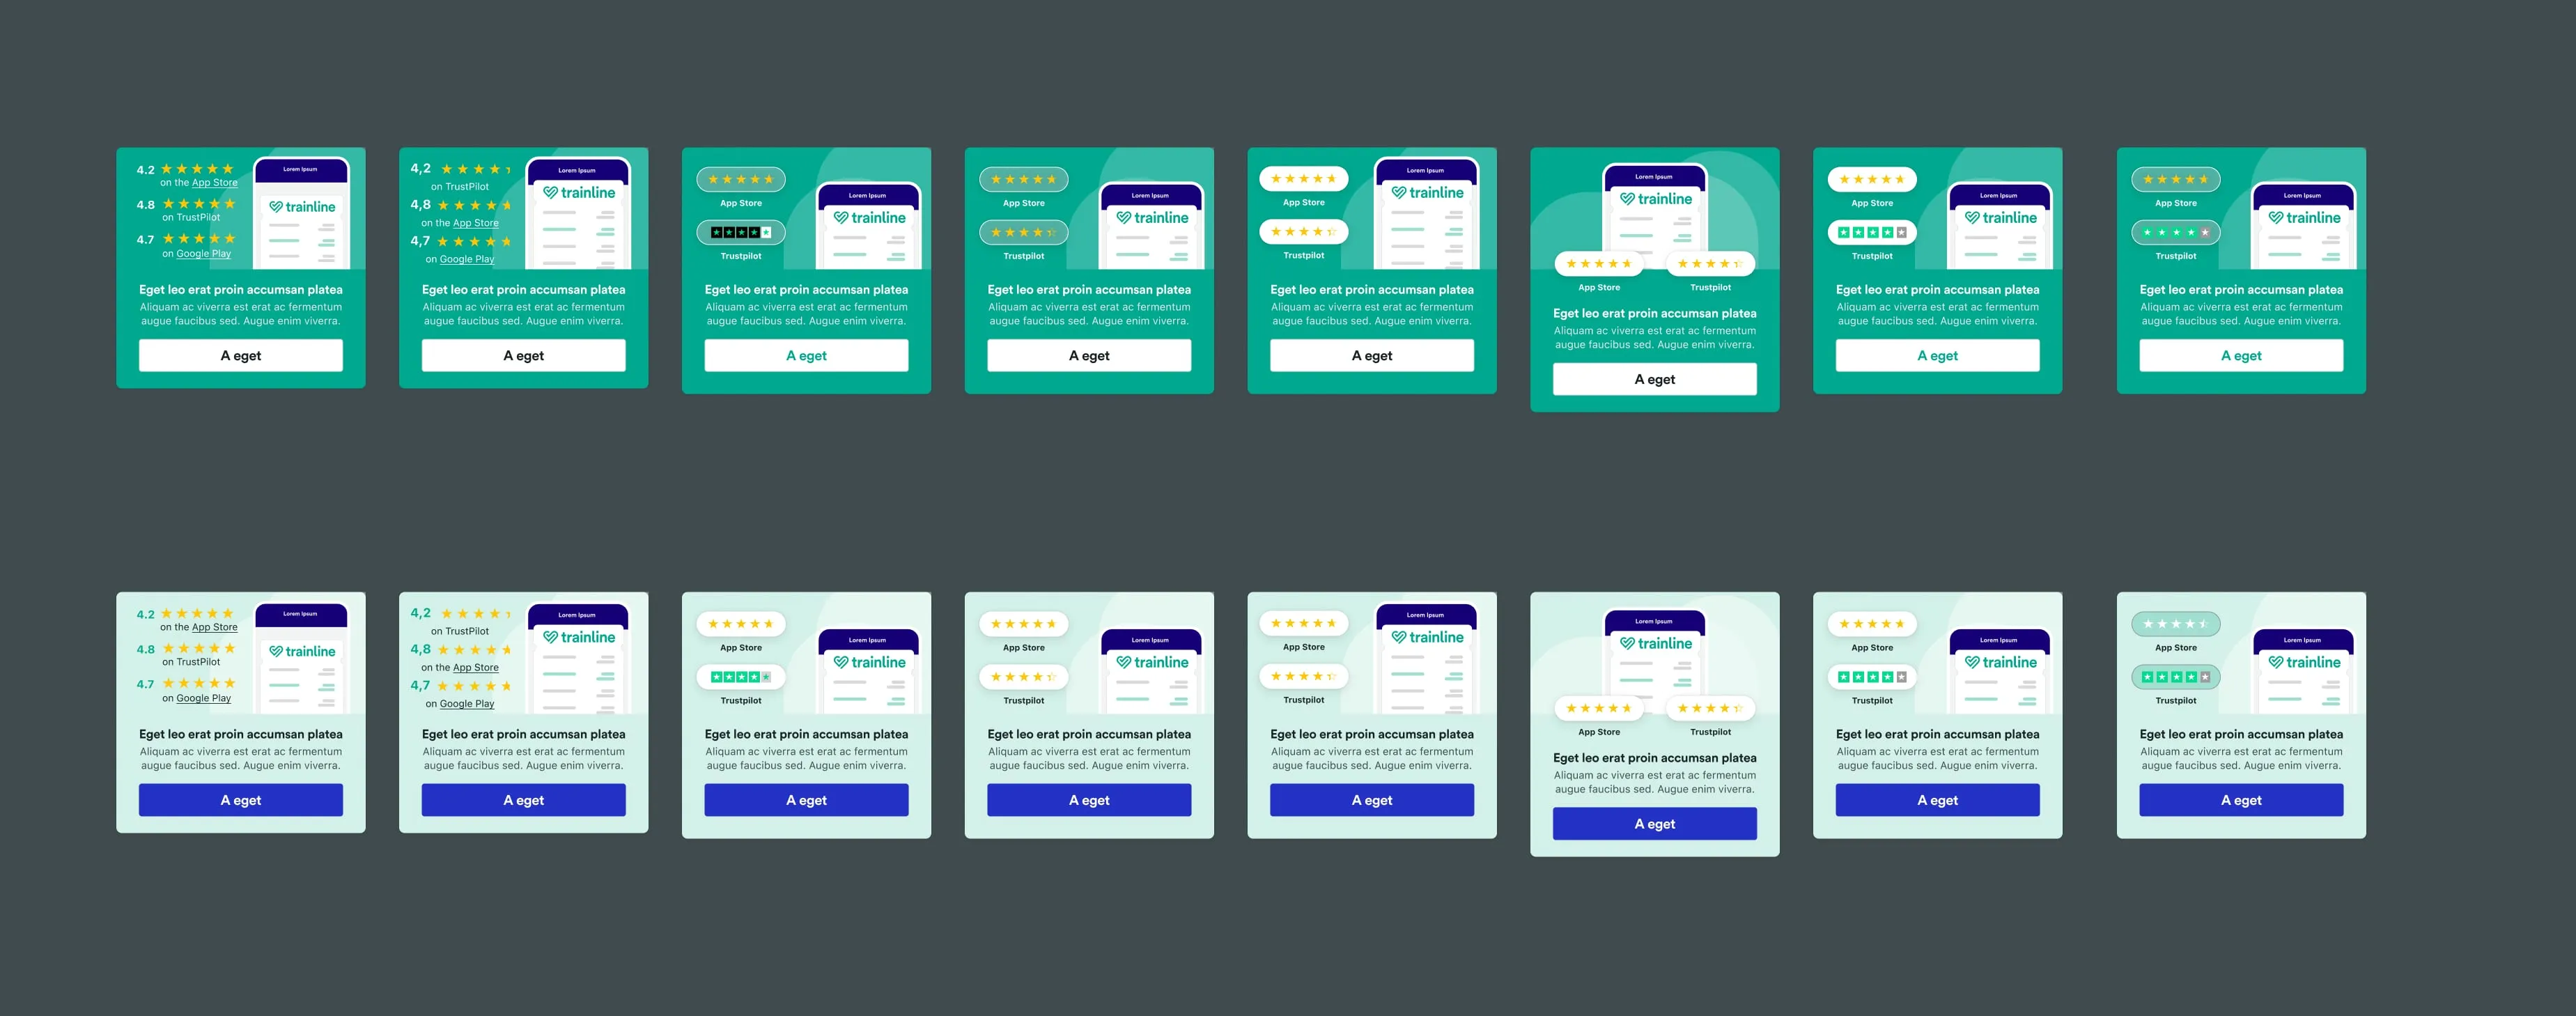 4.2
on the App Store
4.8
on TrustPilot
4.7
on Google Play
Lorem Ipsum
trainline
Eget leo erat proin accumsan platea
Aliquam ac viverra est erat ac fermentum
augue faucibus sed. Augue enim viverra.
A eget
4,2
on TrustPilot
4,8
on the App Store
4,7
on Google Play
Lorem Ipsum
trainline
Eget leo erat proin accumsan platea
Aliquam ac viverra est erat ac fermentum
augue faucibus sed. Augue enim viverra.
A eget
App Store
Trustpilot
Lorem Ipsum
trainline
Eget leo erat proin accumsan platea
Aliquam ac viverra est erat ac fermentum
augue faucibus sed. Augue enim viverra.
A eget
App Store
Trustpilot
Lorem Ipsum
trainline
Eget leo erat proin accumsan platea
Aliquam ac viverra est erat ac fermentum
augue faucibus sed. Augue enim viverra.
A eget
App Store
Trustpilot
Lorem Ipsum
trainline
Eget leo erat proin accumsan platea
Aliquam ac viverra est erat ac fermentum
augue faucibus sed. Augue enim viverra.
A eget
Lorem Ipsum
trainline
App Store
Trustpilot
Eget leo erat proin accumsan platea
Aliquam ac viverra est erat ac fermentum
augue faucibus sed. Augue enim viverra.
A eget
App Store
Trustpilot
Lorem Ipsum
trainline
Eget leo erat proin accumsan platea
Aliquam ac viverra est erat ac fermentum
augue faucibus sed. Augue enim viverra.
A eget
App Store
Trustpilot
Lorem Ipsum
trainline
Eget leo erat proin accumsan platea
Aliquam ac viverra est erat ac fermentum
augue faucibus sed. Augue enim viverra.
A eget
4.2
on the App Store
4.8
on TrustPilot
4.7
on Google Play
Lorem Ipsum
trainline
Eget leo erat proin accumsan platea
Aliquam ac viverra est erat ac fermentum
augue faucibus sed. Augue enim viverra.
A eget
4,2
on TrustPilot
4,8
on the App Store
4,7
on Google Play
Lorem Ipsum
trainline
Eget leo erat proin accumsan platea
Aliquam ac viverra est erat ac fermentum
augue faucibus sed. Augue enim viverra.
A eget
App Store
Trustpilot
Lorem Ipsum
trainline
Eget leo erat proin accumsan platea
Aliquam ac viverra est erat ac fermentum
augue faucibus sed. Augue enim viverra.
A eget
App Store
Trustpilot
Lorem Ipsum
trainline
Eget leo erat proin accumsan platea
Aliquam ac viverra est erat ac fermentum
augue faucibus sed. Augue enim viverra.
A eget
App Store
Trustpilot
Lorem Ipsum
trainline
Eget leo erat proin accumsan platea
Aliquam ac viverra est erat ac fermentum
augue faucibus sed. Augue enim viverra.
A eget
Lorem Ipsum
trainline
App Store
Trustpilot
Eget leo erat proin accumsan platea
Aliquam ac viverra est erat ac fermentum
augue faucibus sed. Augue enim viverra.
A eget
App Store
Trustpilot
Lorem Ipsum
trainline
Eget leo erat proin accumsan platea
Aliquam ac viverra est erat ac fermentum
augue faucibus sed. Augue enim viverra.
A eget
App Store
Trustpilot
Lorem Ipsum
trainline
Eget leo erat proin accumsan platea
Aliquam ac viverra est erat ac fermentum
augue faucibus sed. Augue enim viverra.
A eget